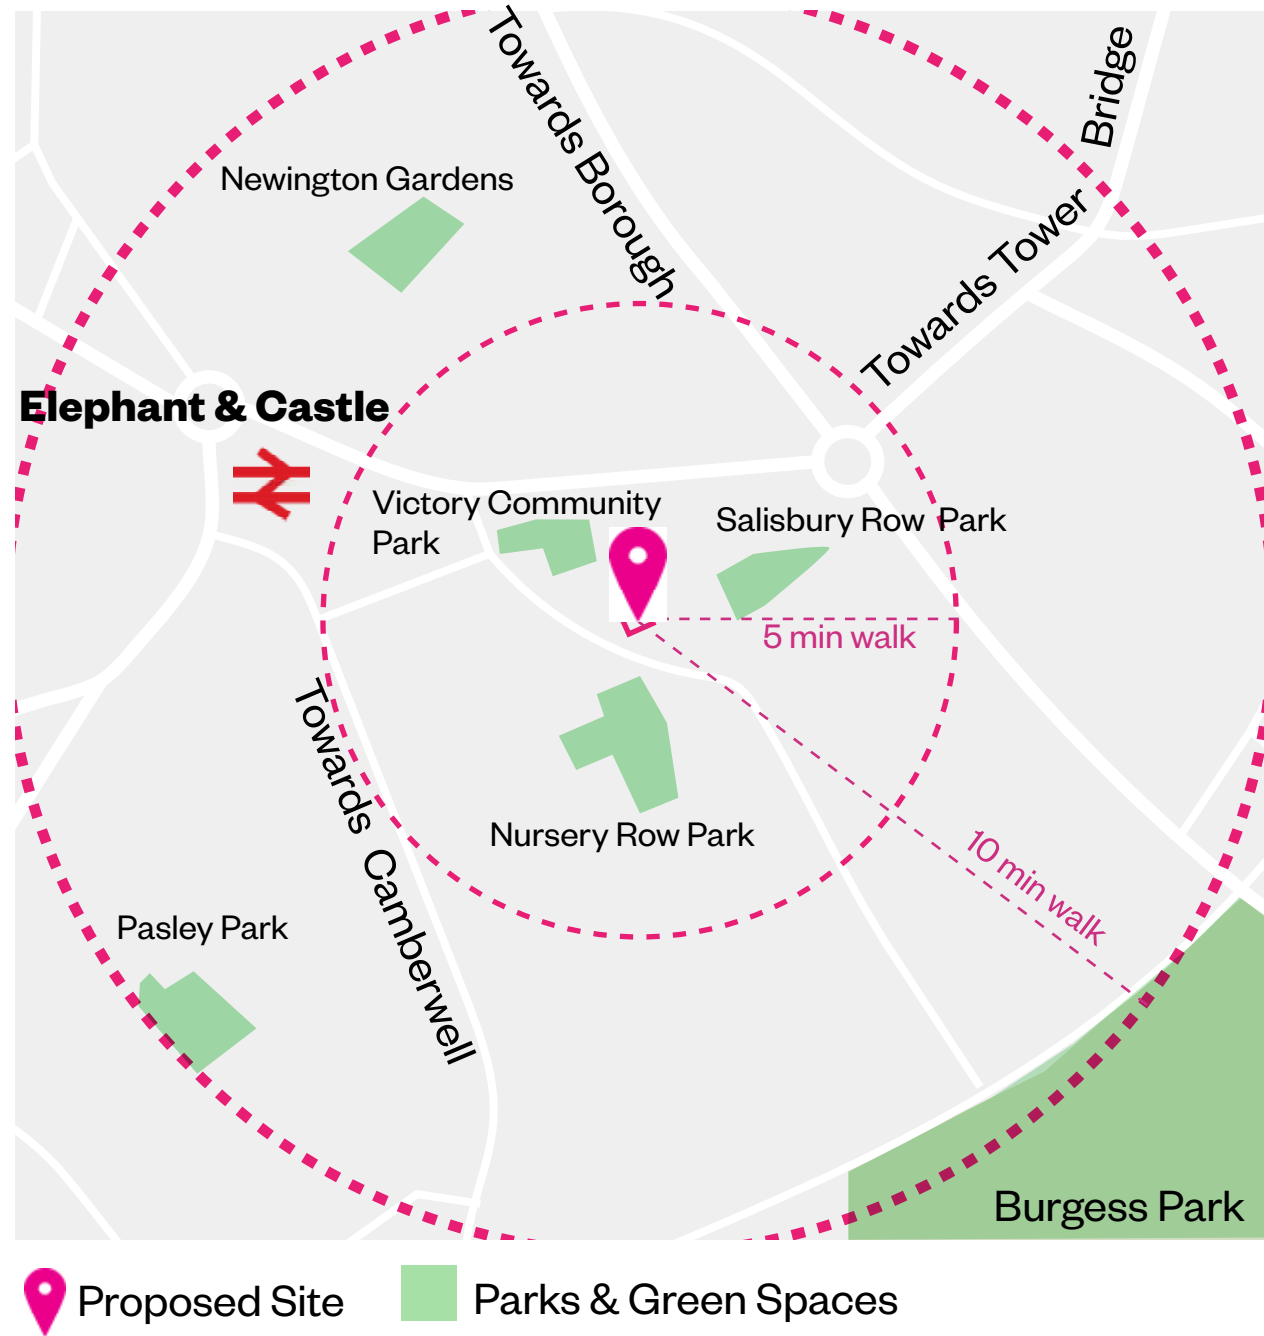 Towards Borough
Bridge
Towards Tower
Newington Gardens
Elephant & Castle
Victory Community
Park
Salisbury Row Park
5 min walk
10 min walk
Towards Camberwell
Nursery Row Park
Pasley Park
Burgess Park
Proposed Site
Parks & Green Spaces